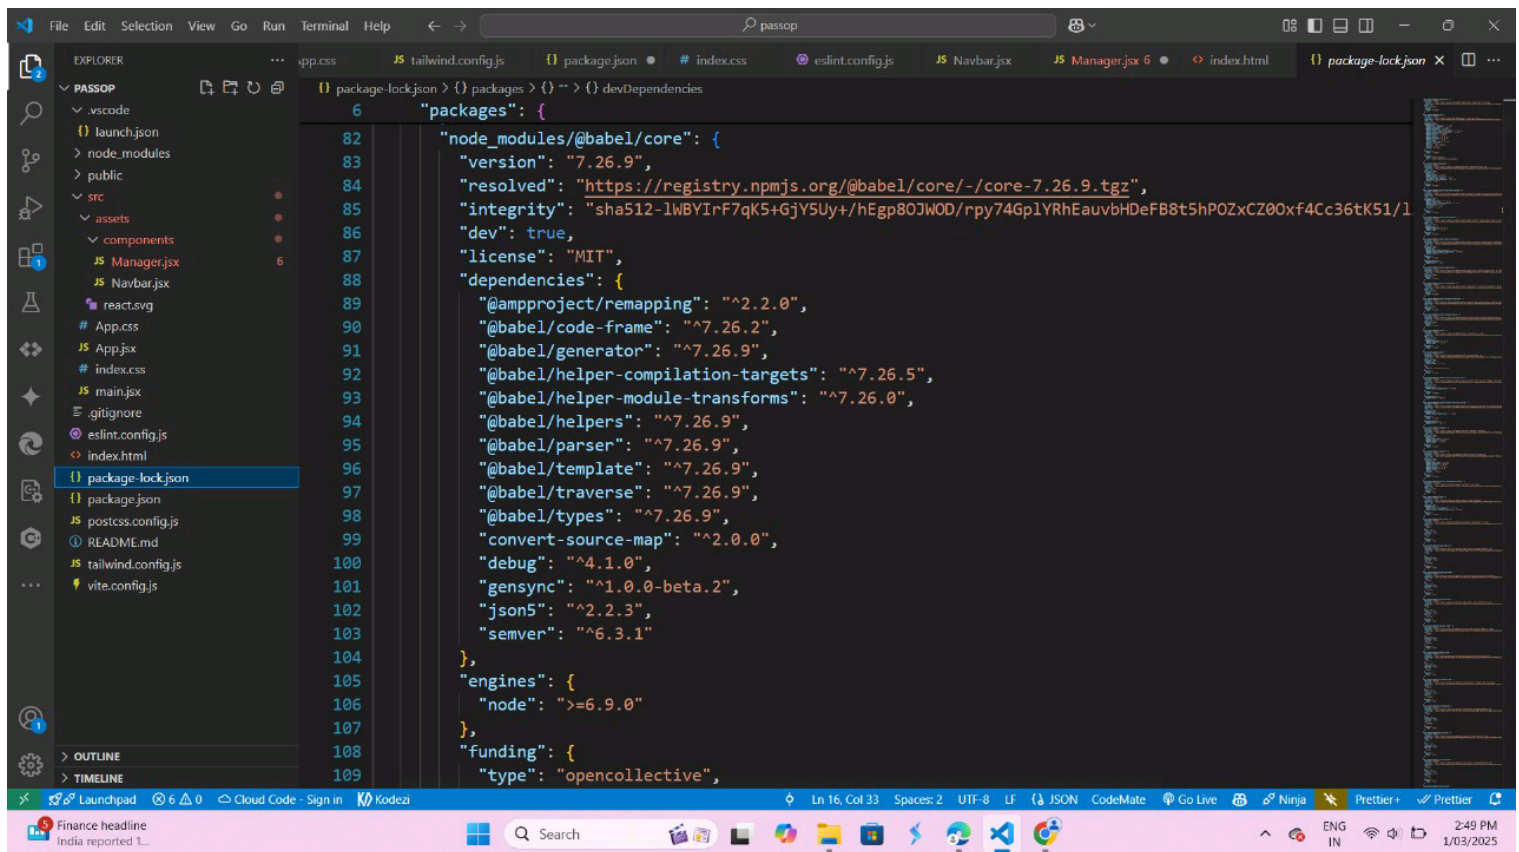 File Edit Selection View Go Run Terminal Help
passop
EXPLORER
pp.css
JS tailwind.config.js
{} package.json
# index.css
eslint.config.js
JS Navbar.jsx
JS Manager.jsx 6
<> index.html
{} package-lock.json
PASSOP
.vscode
{} launch.json
node_modules
public
src
assets
components
JS Manager.jsx 6
JS Navbar.jsx
react.svg
# App.css
JS App.jsx
# index.css
JS main.jsx
.gitignore
eslint.config.js
<> index.html
{} package-lock.json
{} package.json
JS postcss.config.js
README.md
JS tailwind.config.js
vite.config.js
OUTLINE
TIMELINE
{} package-lock.json > {} packages > {} "" > {} devDependencies
6 "packages": {
82 "node_modules/@babel/core": {
83 "version": "7.26.9",
84 "resolved": "https://registry.npmjs.org/@babel/core/-/core-7.26.9.tgz",
85 "integrity": "sha512-lWBYIrF7qK5+GjY5Uy+/hEgp8OJWOD/rpy74GplYRhEauvbHDeFB8t5hPOZxCZ0Oxf4Cc36tK51/l
86 "dev": true,
87 "license": "MIT",
88 "dependencies": {
89 "@ampproject/remapping": "^2.2.0",
90 "@babel/code-frame": "^7.26.2",
91 "@babel/generator": "^7.26.9",
92 "@babel/helper-compilation-targets": "^7.26.5",
93 "@babel/helper-module-transforms": "^7.26.0",
94 "@babel/helpers": "^7.26.9",
95 "@babel/parser": "^7.26.9",
96 "@babel/template": "^7.26.9",
97 "@babel/traverse": "^7.26.9",
98 "@babel/types": "^7.26.9",
99 "convert-source-map": "^2.0.0",
100 "debug": "^4.1.0",
101 "gensync": "^1.0.0-beta.2",
102 "json5": "^2.2.3",
103 "semver": "^6.3.1"
104 },
105 "engines": {
106 "node": ">=6.9.0"
107 },
108 "funding": {
109 "type": "opencollective",
Launchpad 6 0 Cloud Code - Sign in Kodezi
Ln 16, Col 33 Spaces: 2 UTF-8 LF JSON CodeMate Go Live Ninja Prettier+ Prettier
5
Finance headline
India reported 1...
Search
ENG
IN
2:49 PM
1/03/2025